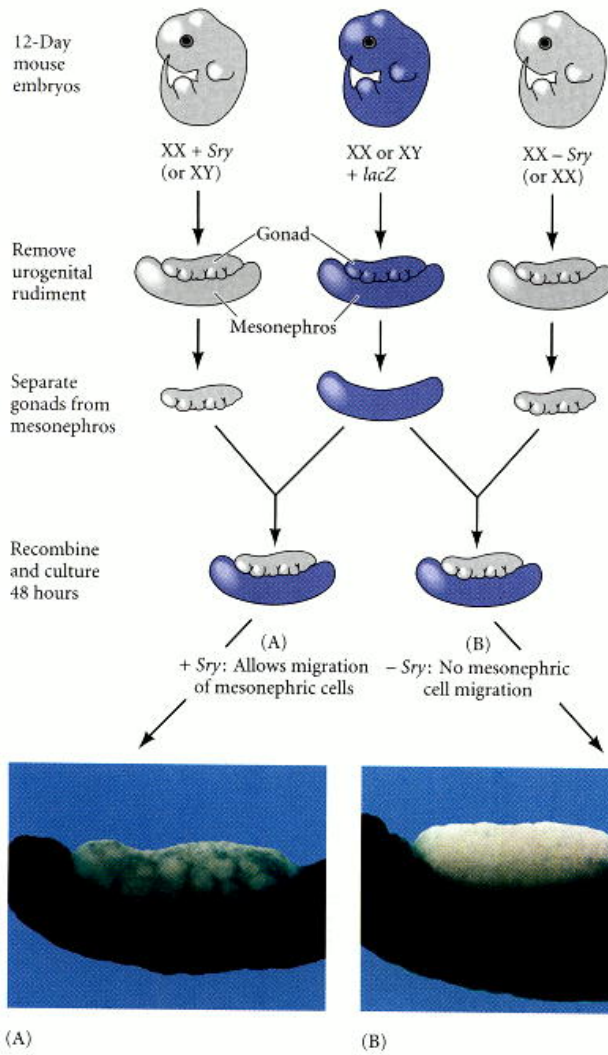 12-Day
mouse
embryos
XX + Sry
(or XY)
XX or XY
+ lacZ
XX – Sry
(or XX)
Remove
urogenital
rudiment
Gonad
Mesonephros
Separate
gonads from
mesonephros
Recombine
and culture
48 hours
(A)
+ Sry: Allows migration
of mesonephric cells
(B)
– Sry: No mesonephric
cell migration
(A)
(B)